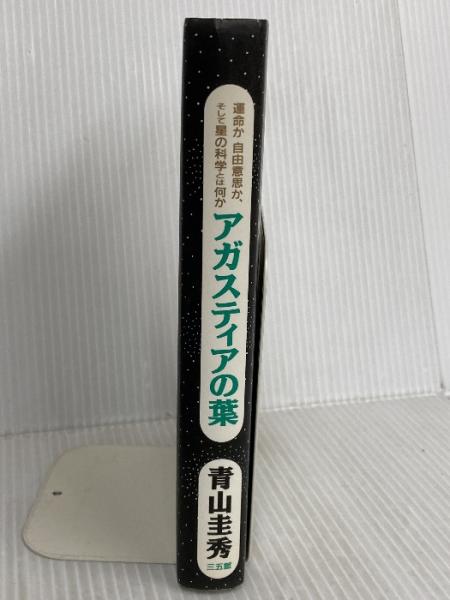 運命か 自由意思か、
そして星の科学とは何か
アガスティアの葉
青山圭秀
三五館